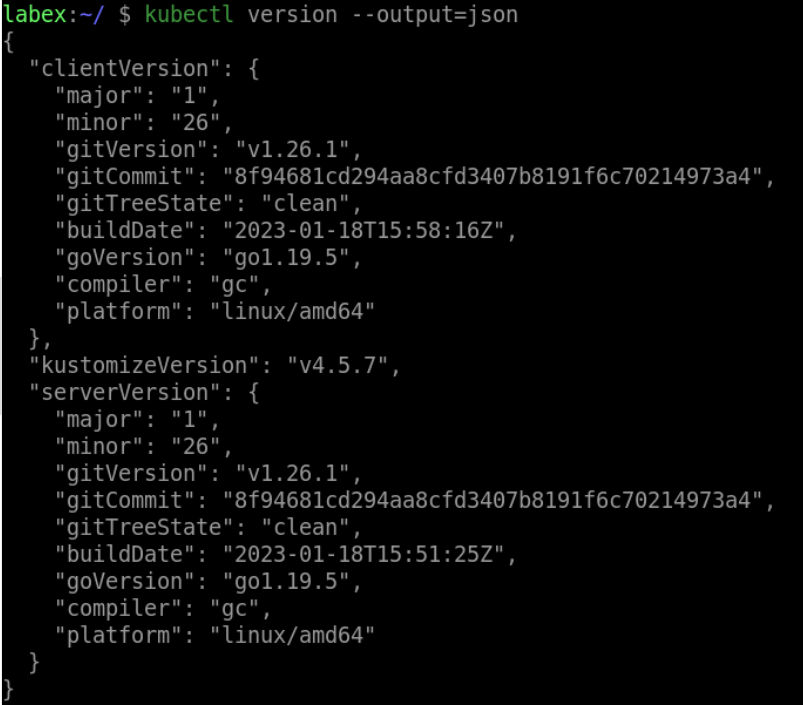 labex:~/ $ kubectl version --output=json
{
  "clientVersion": {
    "major": "1",
    "minor": "26",
    "gitVersion": "v1.26.1",
    "gitCommit": "8f94681cd294aa8cfd3407b8191f6c70214973a4",
    "gitTreeState": "clean",
    "buildDate": "2023-01-18T15:58:16Z",
    "goVersion": "go1.19.5",
    "compiler": "gc",
    "platform": "linux/amd64"
  },
  "kustomizeVersion": "v4.5.7",
  "serverVersion": {
    "major": "1",
    "minor": "26",
    "gitVersion": "v1.26.1",
    "gitCommit": "8f94681cd294aa8cfd3407b8191f6c70214973a4",
    "gitTreeState": "clean",
    "buildDate": "2023-01-18T15:51:25Z",
    "goVersion": "go1.19.5",
    "compiler": "gc",
    "platform": "linux/amd64"
  }
}